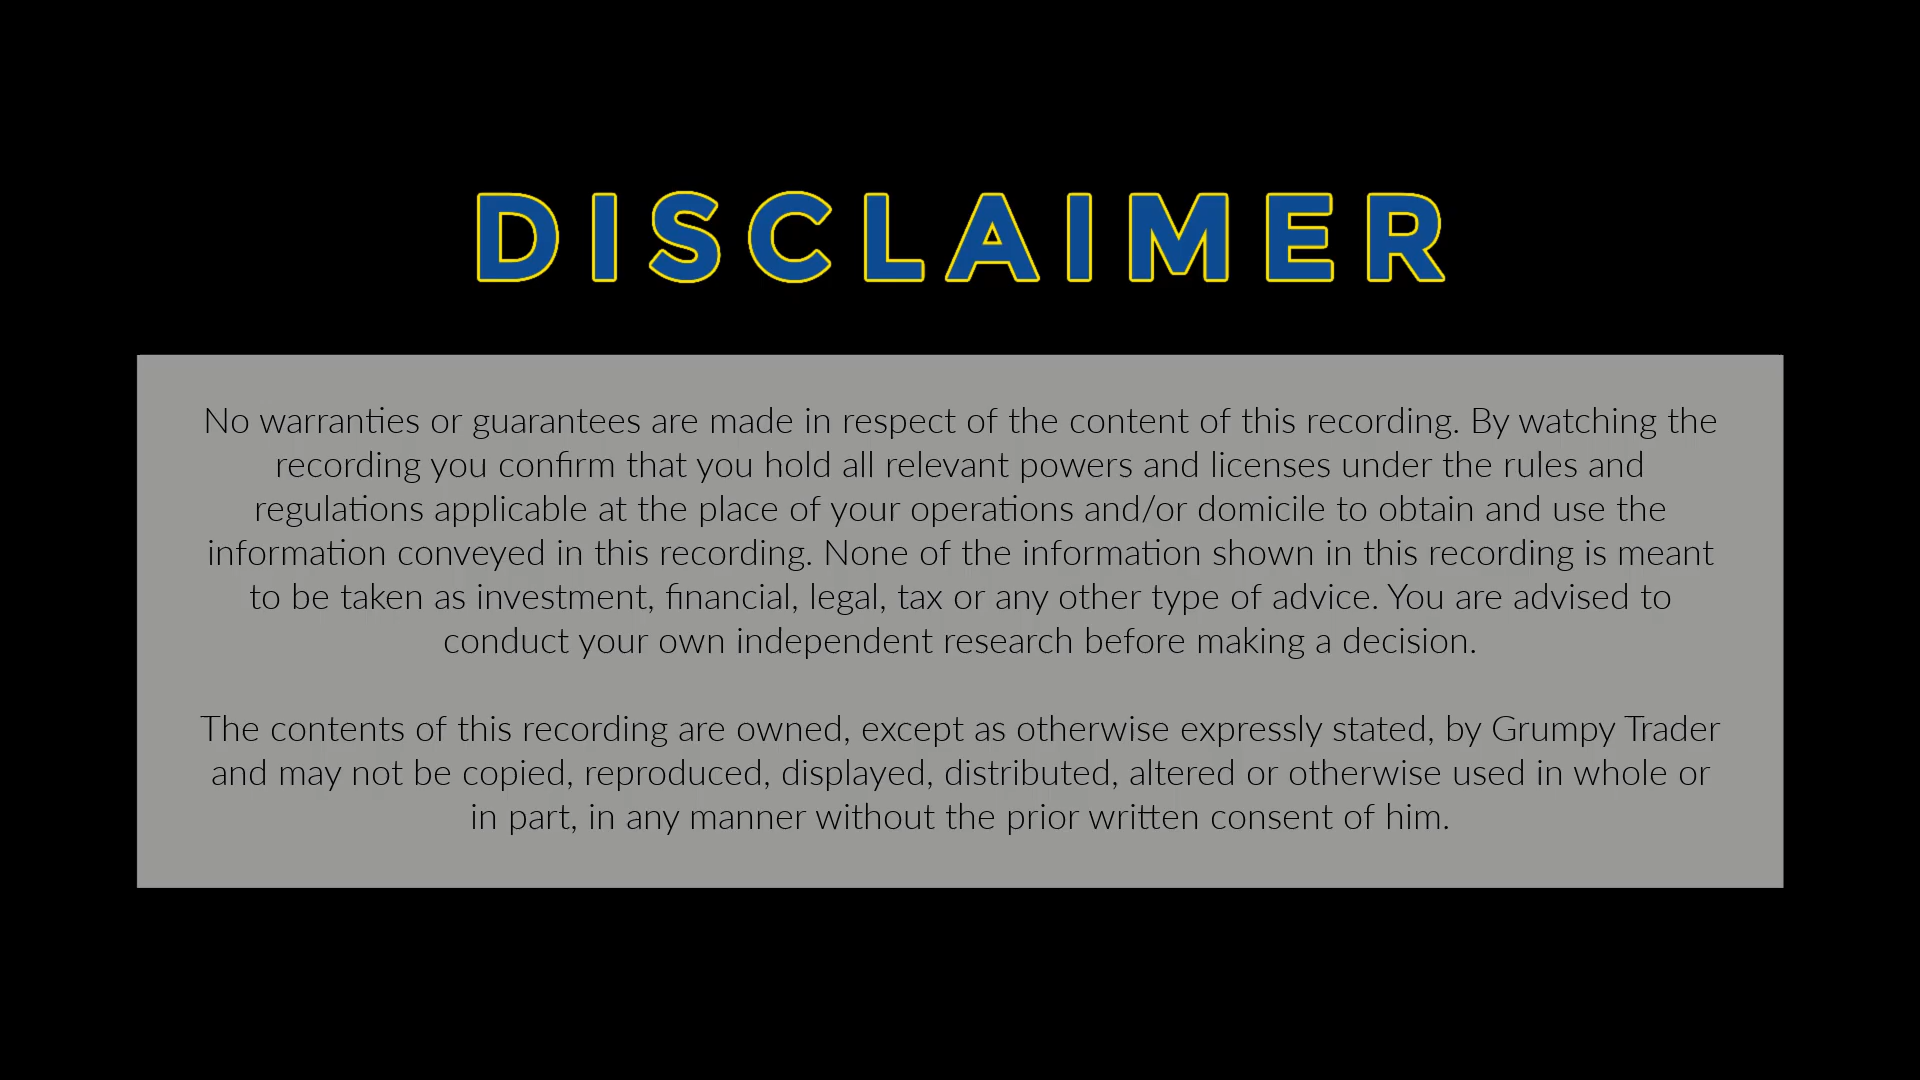 DISCLAIMER
No warranties or guarantees are made in respect of the content of this recording. By watching the
recording you confirm that you hold all relevant powers and licenses under the rules and
regulations applicable at the place of your operations and/or domicile to obtain and use the
information conveyed in this recording. None of the information shown in this recording is meant
to be taken as investment, financial, legal, tax or any other type of advice. You are advised to
conduct your own independent research before making a decision.
The contents of this recording are owned, except as otherwise expressly stated, by Grumpy Trader
and may not be copied, reproduced, displayed, distributed, altered or otherwise used in whole or
in part, in any manner without the prior written consent of him.